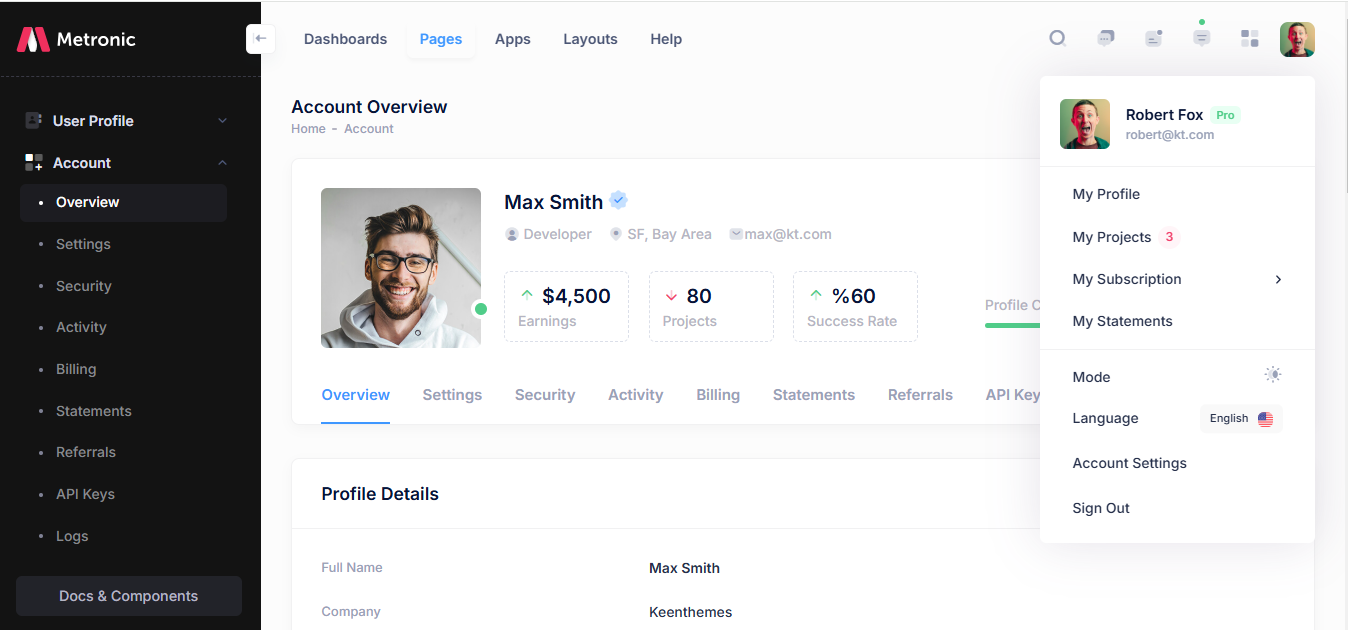 Metronic
Dashboards
Pages
Apps
Layouts
Help
User Profile
Account
Overview
Settings
Security
Activity
Billing
Statements
Referrals
API Keys
Logs
Docs & Components
Account Overview
Home - Account
Max Smith
Developer
SF, Bay Area
max@kt.com
$4,500
Earnings
80
Projects
%60
Success Rate
Profile C
Overview
Settings
Security
Activity
Billing
Statements
Referrals
API Key
Profile Details
Full Name
Max Smith
Company
Keenthemes
Robert Fox Pro
robert@kt.com
My Profile
My Projects 3
My Subscription
My Statements
Mode
Language
English
Account Settings
Sign Out